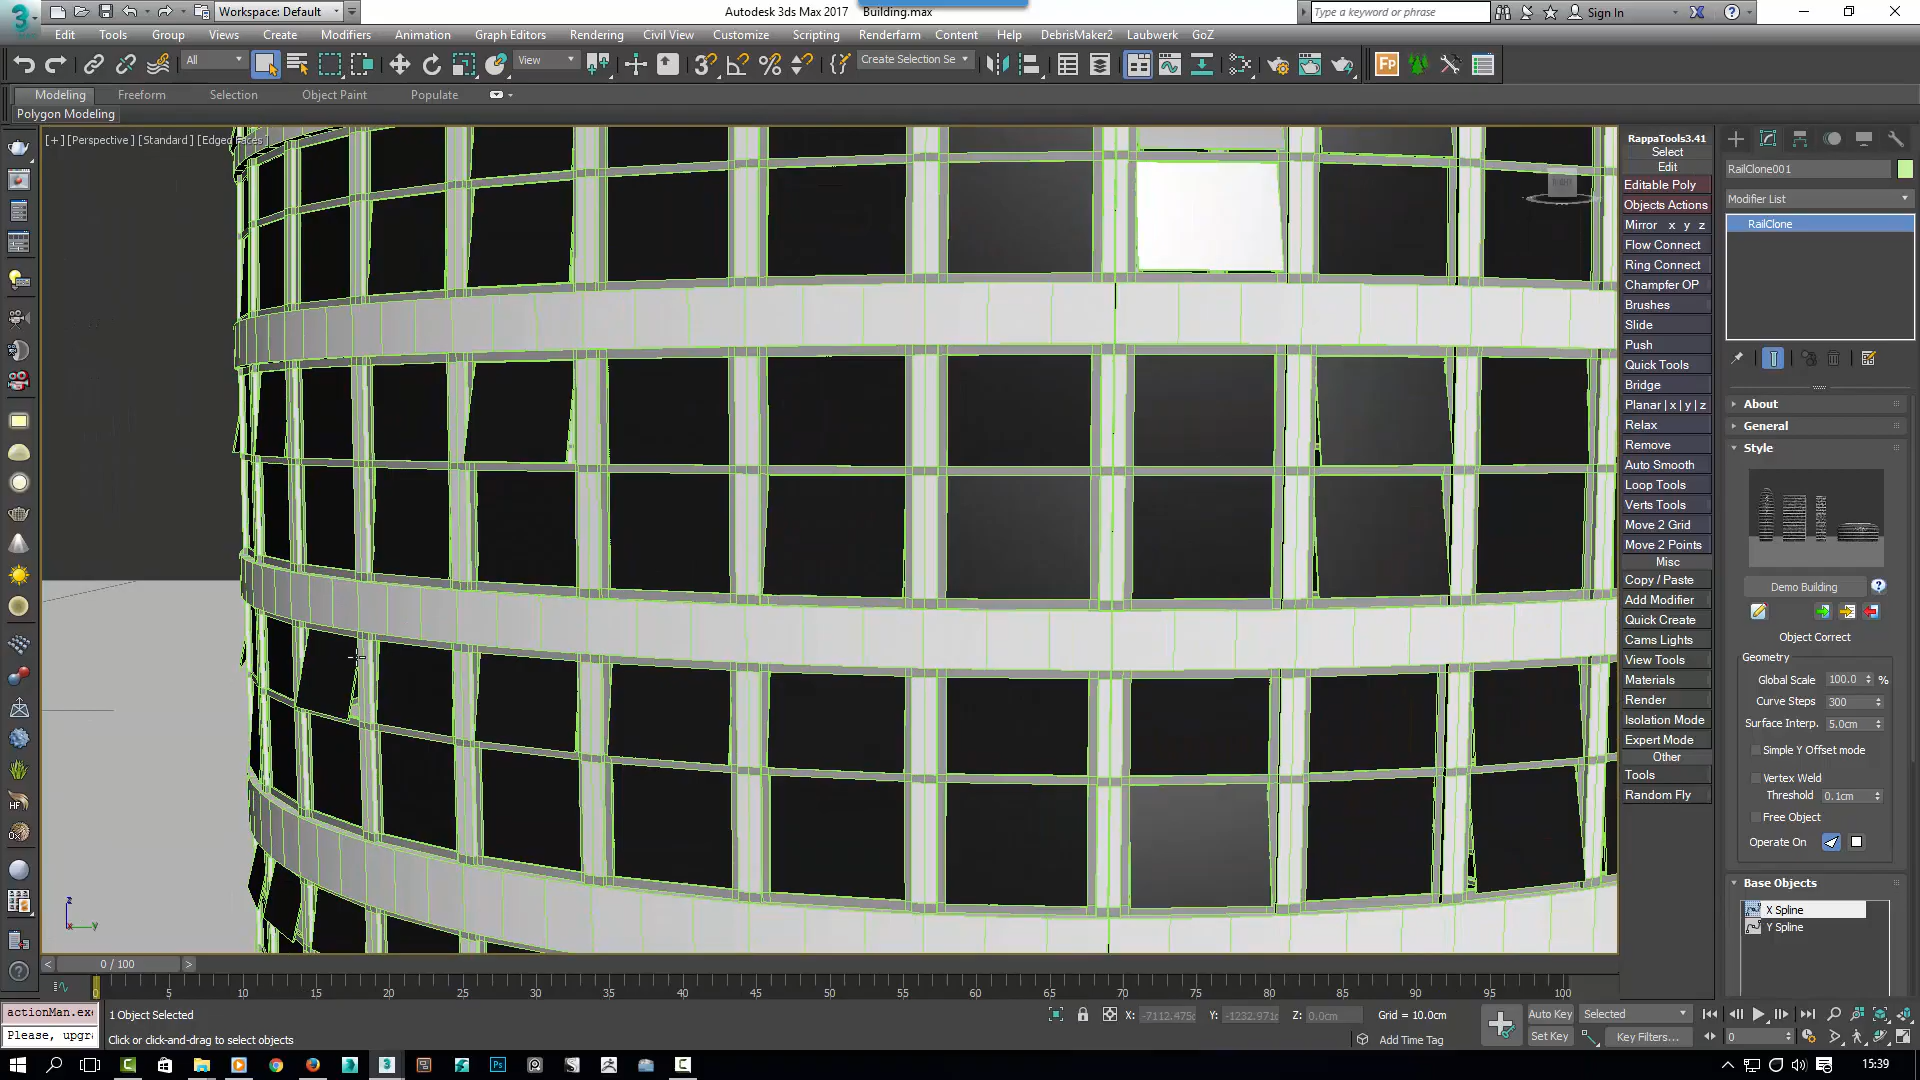 Workspace: Default
Autodesk 3ds Max 2017    Building.max
Type a keyword or phrase
Sign In
Edit Tools Group Views Create Modifiers Animation Graph Editors Rendering Civil View Customize Scripting Renderfarm Content Help DebrisMaker2 Laubwerk GoZ
All
View
Create Selection Se
Modeling Freeform Selection Object Paint Populate
Polygon Modeling
[+] [Perspective ] [Standard ] [Edged Faces ]
RappaTools3.41
Select
Edit
Editable Poly
Objects Actions
Mirror x y z
Flow Connect
Ring Connect
Champfer OP
Brushes
Slide
Push
Quick Tools
Bridge
Planar | x | y | z
Relax
Remove
Auto Smooth
Loop Tools
Verts Tools
Move 2 Grid
Move 2 Points
Misc
Copy / Paste
Add Modifier
Quick Create
Cams Lights
View Tools
Materials
Render
Isolation Mode
Expert Mode
Other
Tools
Random Fly
RailClone001
Modifier List
RailClone
About
General
Style
Demo Building
Object Correct
Geometry
Global Scale 100.0 %
Curve Steps 300
Surface Interp. 5.0cm
Simple Y Offset mode
Vertex Weld
Threshold 0.1cm
Free Object
Operate On
Base Objects
X Spline
Y Spline
z
x
y
0 / 100
5 10 15 20 25 30 35 40 45 50 55 60 65 70 75 80 85 90 95 100
actionMan.exe
Please, upgr
1 Object Selected
Click or click-and-drag to select objects
X: -7112.475c Y: -1232.971c Z: 0.0cm Grid = 10.0cm
Add Time Tag
Auto Key Selected
Set Key Key Filters...
0
15:39